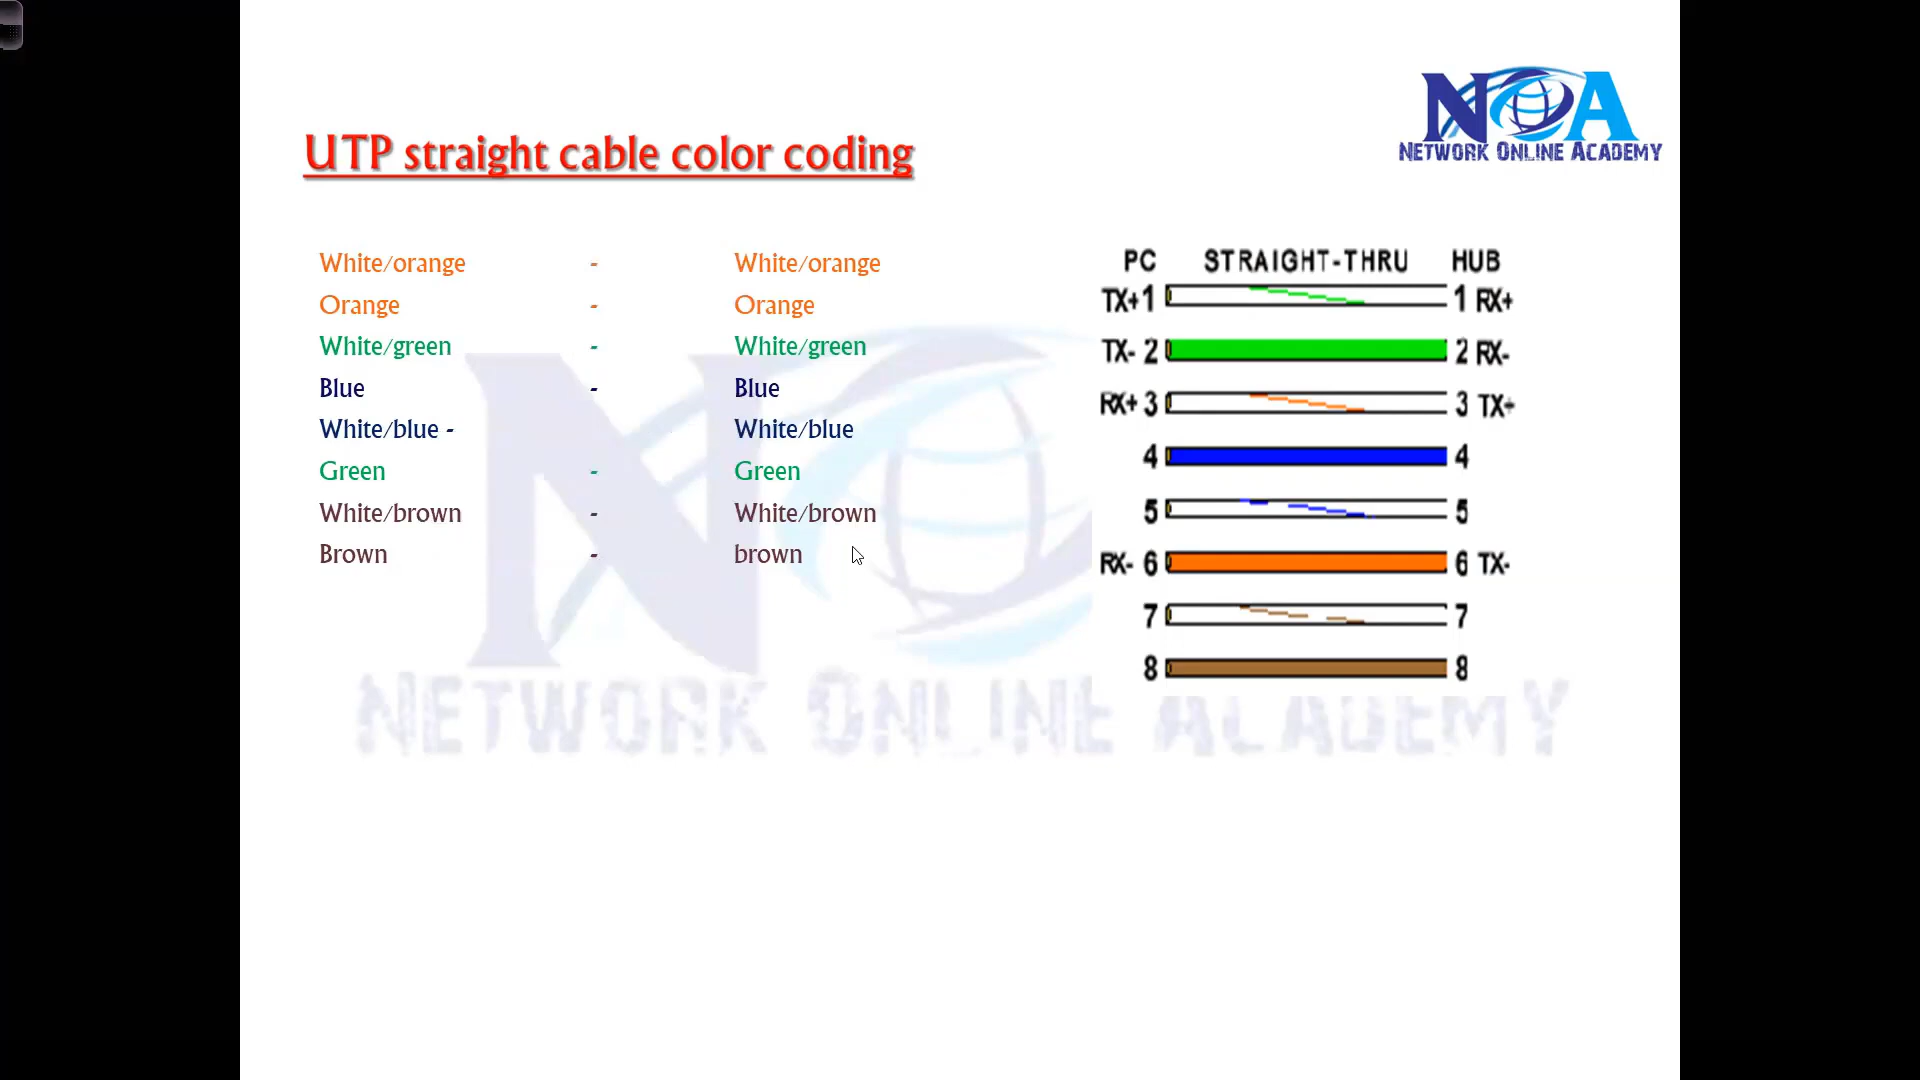 NOA
NETWORK ONLINE ACADEMY
UTP straight cable color coding
White/orange - White/orange
Orange - Orange
White/green - White/green
Blue - Blue
White/blue - White/blue
Green - Green
White/brown - White/brown
Brown - brown
PC STRAIGHT-THRU HUB
TX+ 1 1 RX+
TX- 2 2 RX-
RX+ 3 3 TX+
4 4
5 5
RX- 6 6 TX-
7 7
8 8
NETWORK ONLINE ACADEMY